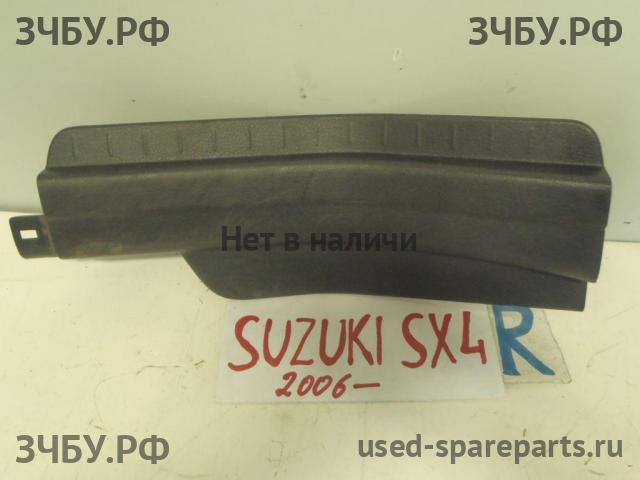 ЗЧБУ.РФ
ЗЧБУ.РФ
Нет в наличи
SUZUKI SX4
R
2006-
ЗЧБУ.РФ
used-spareparts.ru